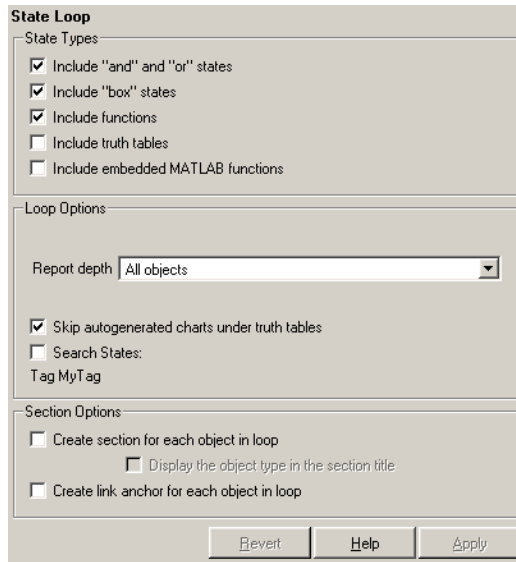 State Loop
State Types
Include "and" and "or" states
Include "box" states
Include functions
Include truth tables
Include embedded MATLAB functions
Loop Options
Report depth All objects
Skip autogenerated charts under truth tables
Search States:
Tag MyTag
Section Options
Create section for each object in loop
Display the object type in the section title
Create link anchor for each object in loop
Revert Help Apply